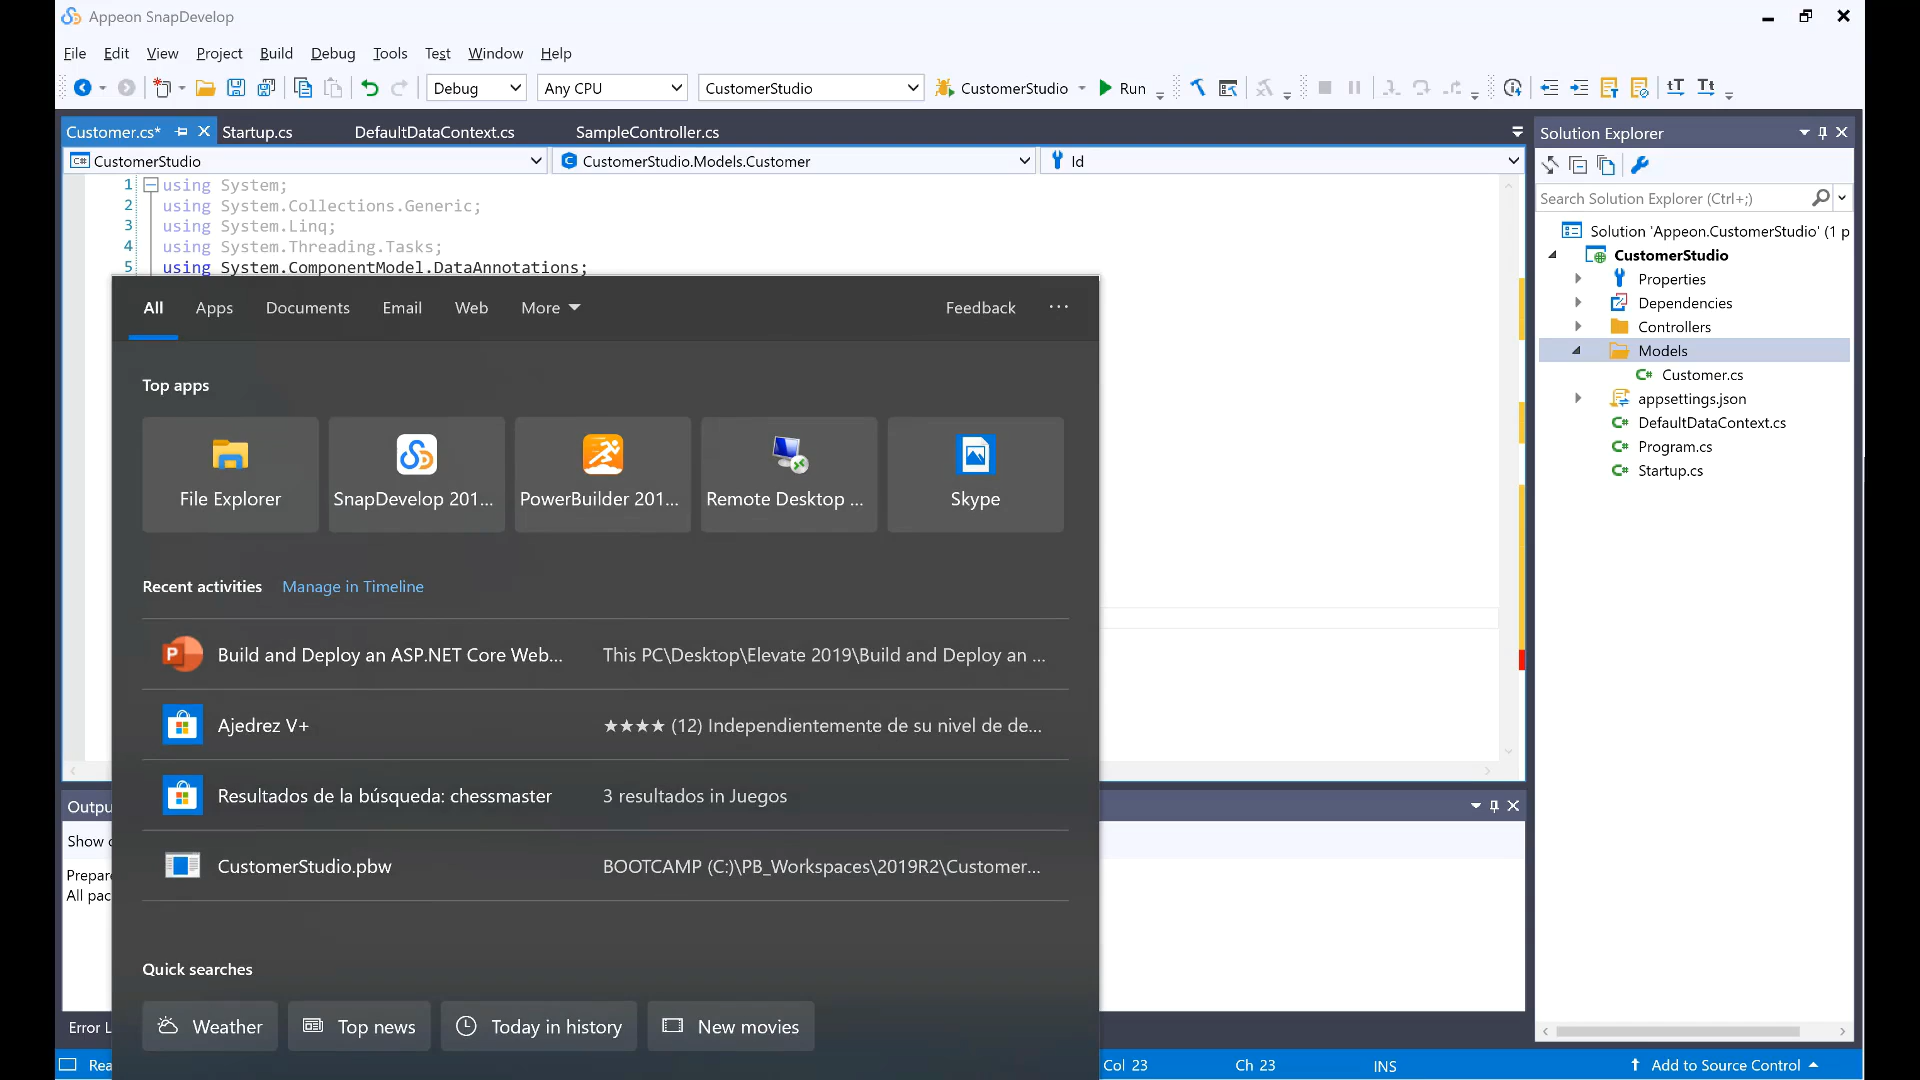 Appeon SnapDevelop
File Edit View Project Build Debug Tools Test Window Help
Debug Any CPU CustomerStudio CustomerStudio Run
Customer.cs* Startup.cs DefaultDataContext.cs SampleController.cs
CustomerStudio CustomerStudio.Models.Customer Id
1 using System;
2 using System.Collections.Generic;
3 using System.Linq;
4 using System.Threading.Tasks;
5 using System.ComponentModel.DataAnnotations;
All Apps Documents Email Web More Feedback ...
Top apps
File Explorer SnapDevelop 201... PowerBuilder 201... Remote Desktop ... Skype
Recent activities Manage in Timeline
Build and Deploy an ASP.NET Core Web... This PC\Desktop\Elevate 2019\Build and Deploy an ...
Ajedrez V+ ★★★★ (12) Independientemente de su nivel de de...
Resultados de la búsqueda: chessmaster 3 resultados in Juegos
CustomerStudio.pbw BOOTCAMP (C:)\PB_Workspaces\2019R2\Customer...
Quick searches
Weather Top news Today in history New movies
Outpu
Show
Prepar
All pac
Error L
Rea
Col 23 Ch 23 INS Add to Source Control
Solution Explorer
Search Solution Explorer (Ctrl+;)
Solution 'Appeon.CustomerStudio' (1 p
CustomerStudio
Properties
Dependencies
Controllers
Models
Customer.cs
appsettings.json
DefaultDataContext.cs
Program.cs
Startup.cs